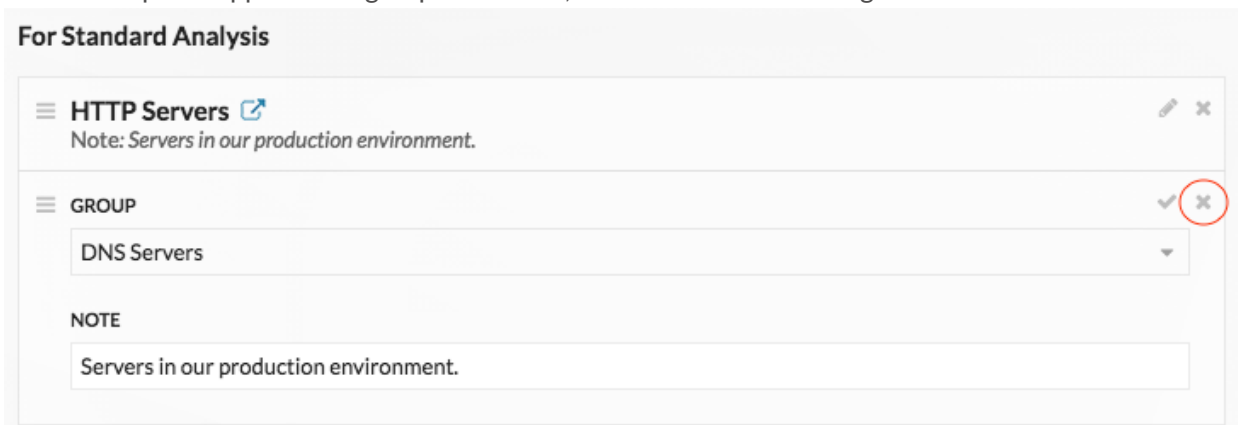 For Standard Analysis
HTTP Servers
Note: Servers in our production environment.
GROUP
DNS Servers
NOTE
Servers in our production environment.